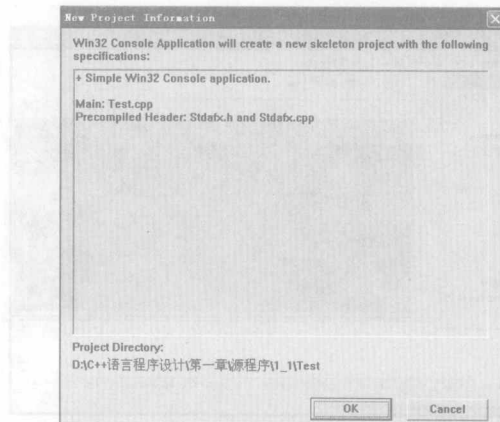 New Project Information
Win32 Console Application will create a new skeleton project with the following
specifications:
+ Simple Win32 Console application.
Main: Test.cpp
Precompiled Header: Stdafx.h and Stdafx.cpp
Project Directory:
D:\C++语言程序设计\第一章\源程序\1_1\Test
OK
Cancel